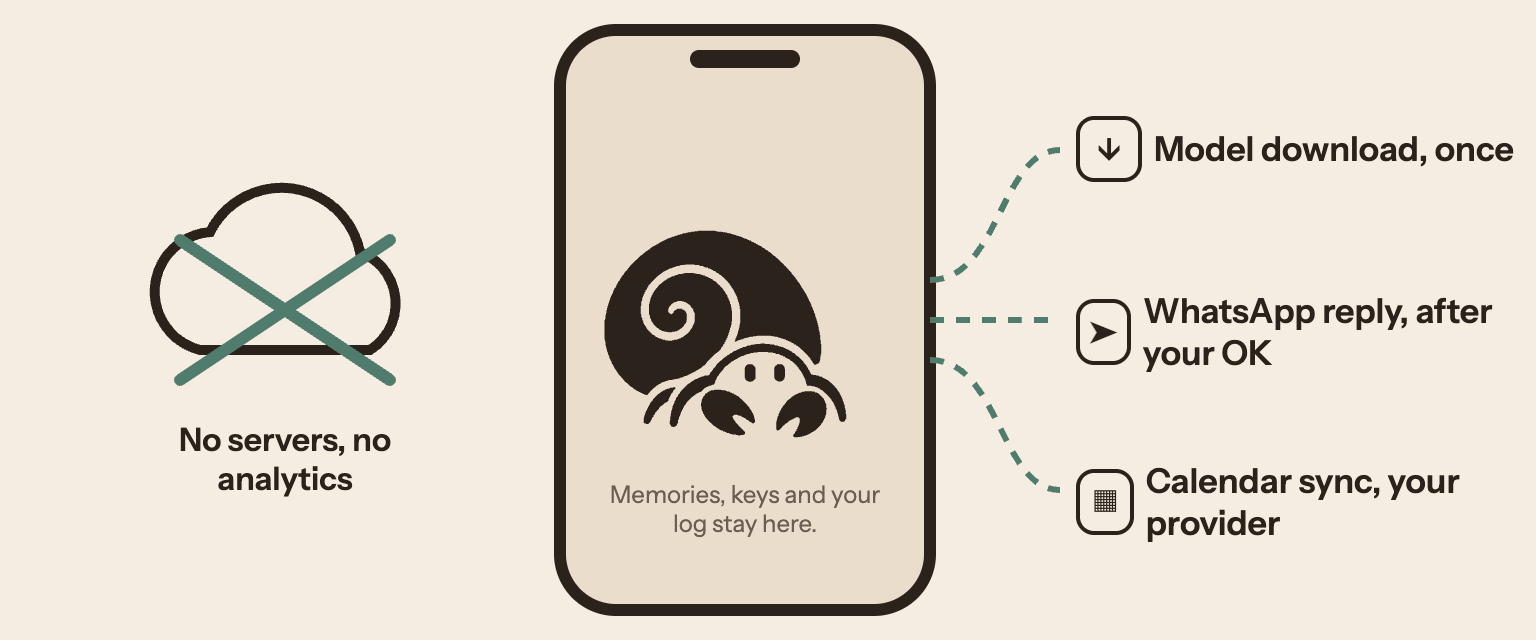 No servers, no
analytics
Memories, keys and your
log stay here.
Model download, once
WhatsApp reply, after
your OK
Calendar sync, your
provider